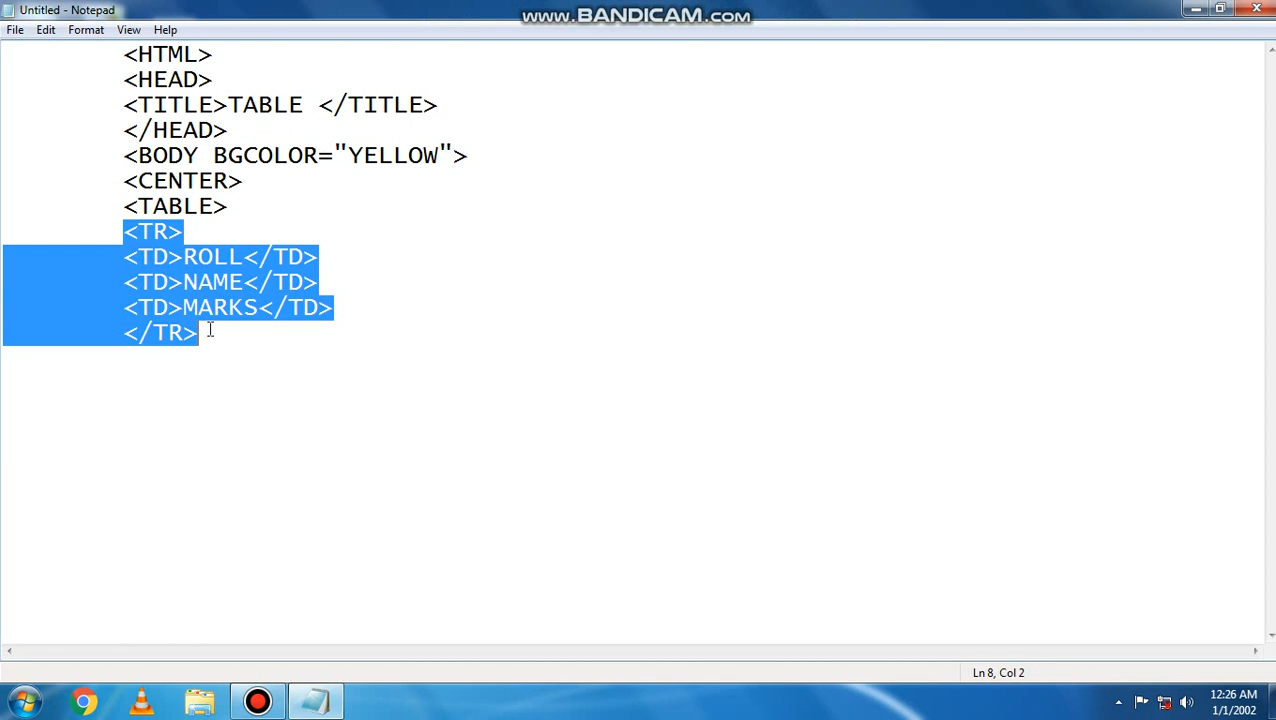 Untitled - Notepad
www.BANDICAM.com
File Edit Format View Help
<HTML>
<HEAD>
<TITLE>TABLE </TITLE>
</HEAD>
<BODY BGCOLOR="YELLOW">
<CENTER>
<TABLE>
<TR>
<TD>ROLL</TD>
<TD>NAME</TD>
<TD>MARKS</TD>
</TR>
Ln 8, Col 2
12:26 AM
1/1/2002